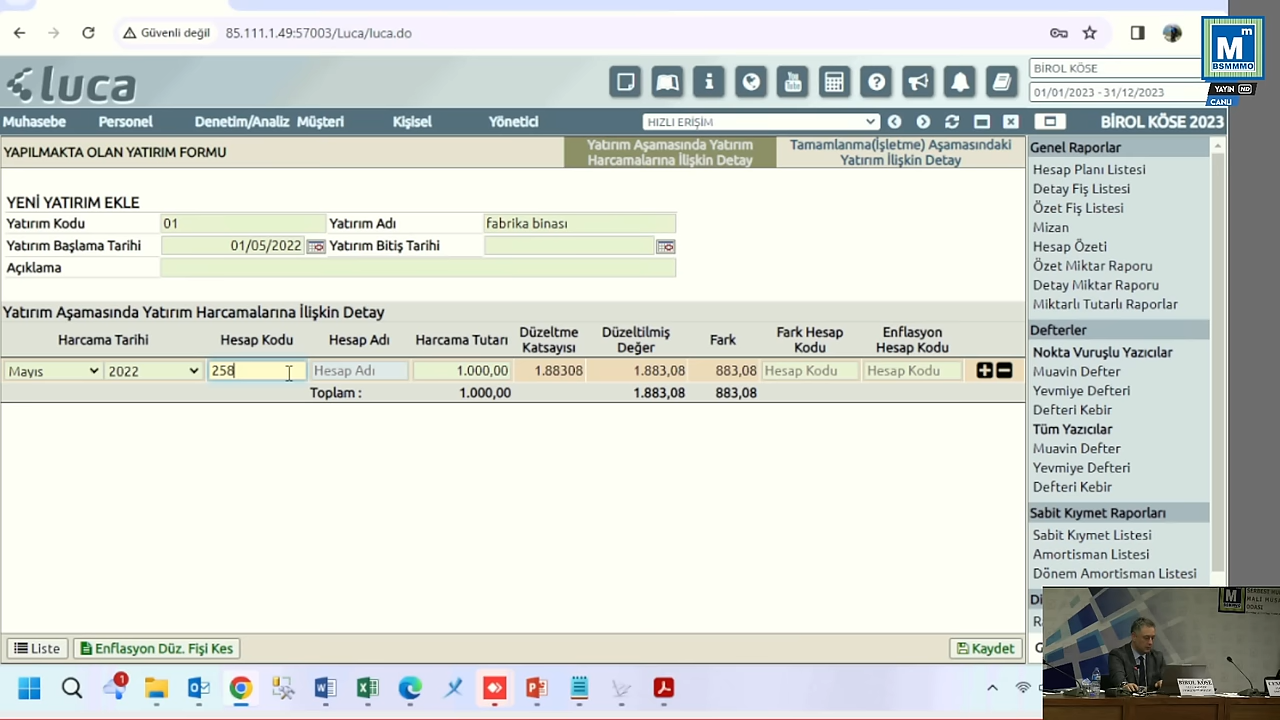 Güvenli değil
85.111.1.49:57003/Luca/luca.do
luca
BİROL KÖSE
01/01/2023 - 31/12/2023
Mm
BSMMMO
YAYIN HD
CANLI
Muhasebe Personel Denetim/Analiz Müşteri Kişisel Yönetici
HIZLI ERİŞİM
BİROL KÖSE 2023
YAPILMAKTA OLAN YATIRIM FORMU
Yatırım Aşamasında Yatırım
Harcamalarına İlişkin Detay
Tamamlanma(İşletme) Aşamasındaki
Yatırım İlişkin Detay
YENİ YATIRIM EKLE
Yatırım Kodu 01 Yatırım Adı fabrika binası
Yatırım Başlama Tarihi 01/05/2022 Yatırım Bitiş Tarihi
Açıklama
Yatırım Aşamasında Yatırım Harcamalarına İlişkin Detay
Harcama Tarihi Hesap Kodu Hesap Adı Harcama Tutarı Düzeltme Katsayısı Düzeltilmiş Değer Fark Fark Hesap Kodu Enflasyon Hesap Kodu
Mayıs 2022 258 Hesap Adı 1.000,00 1.88308 1.883,08 883,08 Hesap Kodu Hesap Kodu
Toplam : 1.000,00 1.883,08 883,08
Liste
Enflasyon Düz. Fişi Kes
Kaydet
Genel Raporlar
Hesap Planı Listesi
Detay Fiş Listesi
Özet Fiş Listesi
Mizan
Hesap Özeti
Özet Miktar Raporu
Detay Miktar Raporu
Miktarlı Tutarlı Raporlar
Defterler
Nokta Vuruşlu Yazıcılar
Muavin Defter
Yevmiye Defteri
Defteri Kebir
Tüm Yazıcılar
Muavin Defter
Yevmiye Defteri
Defteri Kebir
Sabit Kıymet Raporları
Sabit Kıymet Listesi
Amortisman Listesi
Dönem Amortisman Listesi
BİROL KÖSE